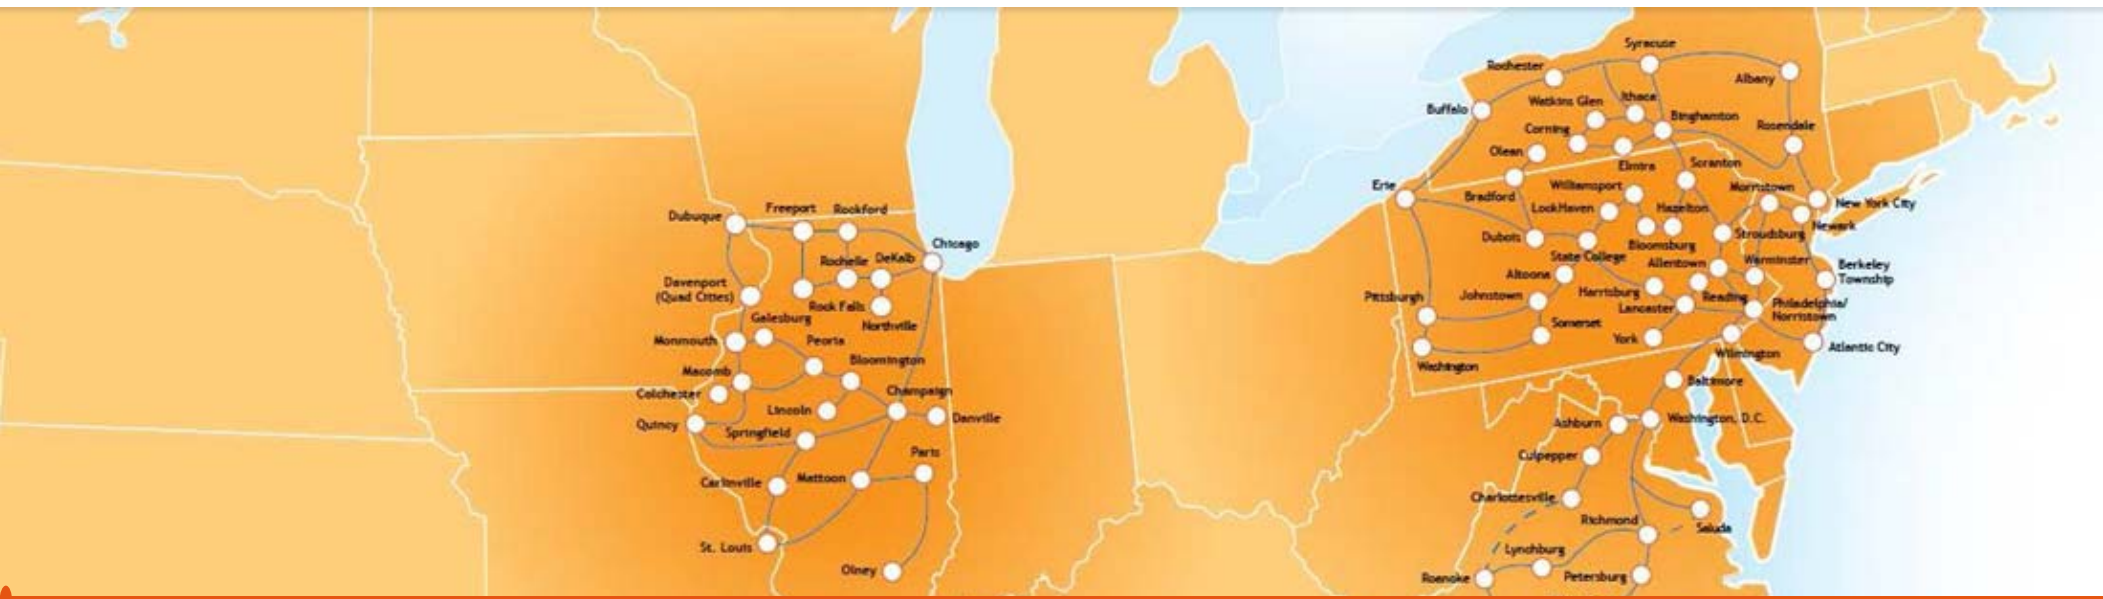 Dubuque
Freeport
Rockford
Chicago
Rochelle
DeKalb
Davenport
(Quad Cities)
Rock Falls
Northville
Galesburg
Monmouth
Peoria
Bloomington
Macomb
Colchester
Champaign
Lincoln
Danville
Quincy
Springfield
Paris
Carlinville
Mattoon
St. Louis
Olney
Syracuse
Rochester
Albany
Buffalo
Watkins Glen
Ithaca
Binghamton
Corning
Rosendale
Olean
Elmira
Scranton
Erie
Williamsport
Morristown
Bradford
New York City
LockHaven
Hazelton
Newark
Dubois
Stroudsburg
Bloomsburg
State College
Allentown
Warminster
Berkeley
Township
Altoona
Harrisburg
Pittsburgh
Johnstown
Reading
Lancaster
Philadelphia/
Norristown
Somerset
York
Atlantic City
Washington
Wilmington
Baltimore
Ashburn
Washington, D.C.
Culpepper
Charlottesville
Richmond
Saluda
Lynchburg
Roanoke
Petersburg